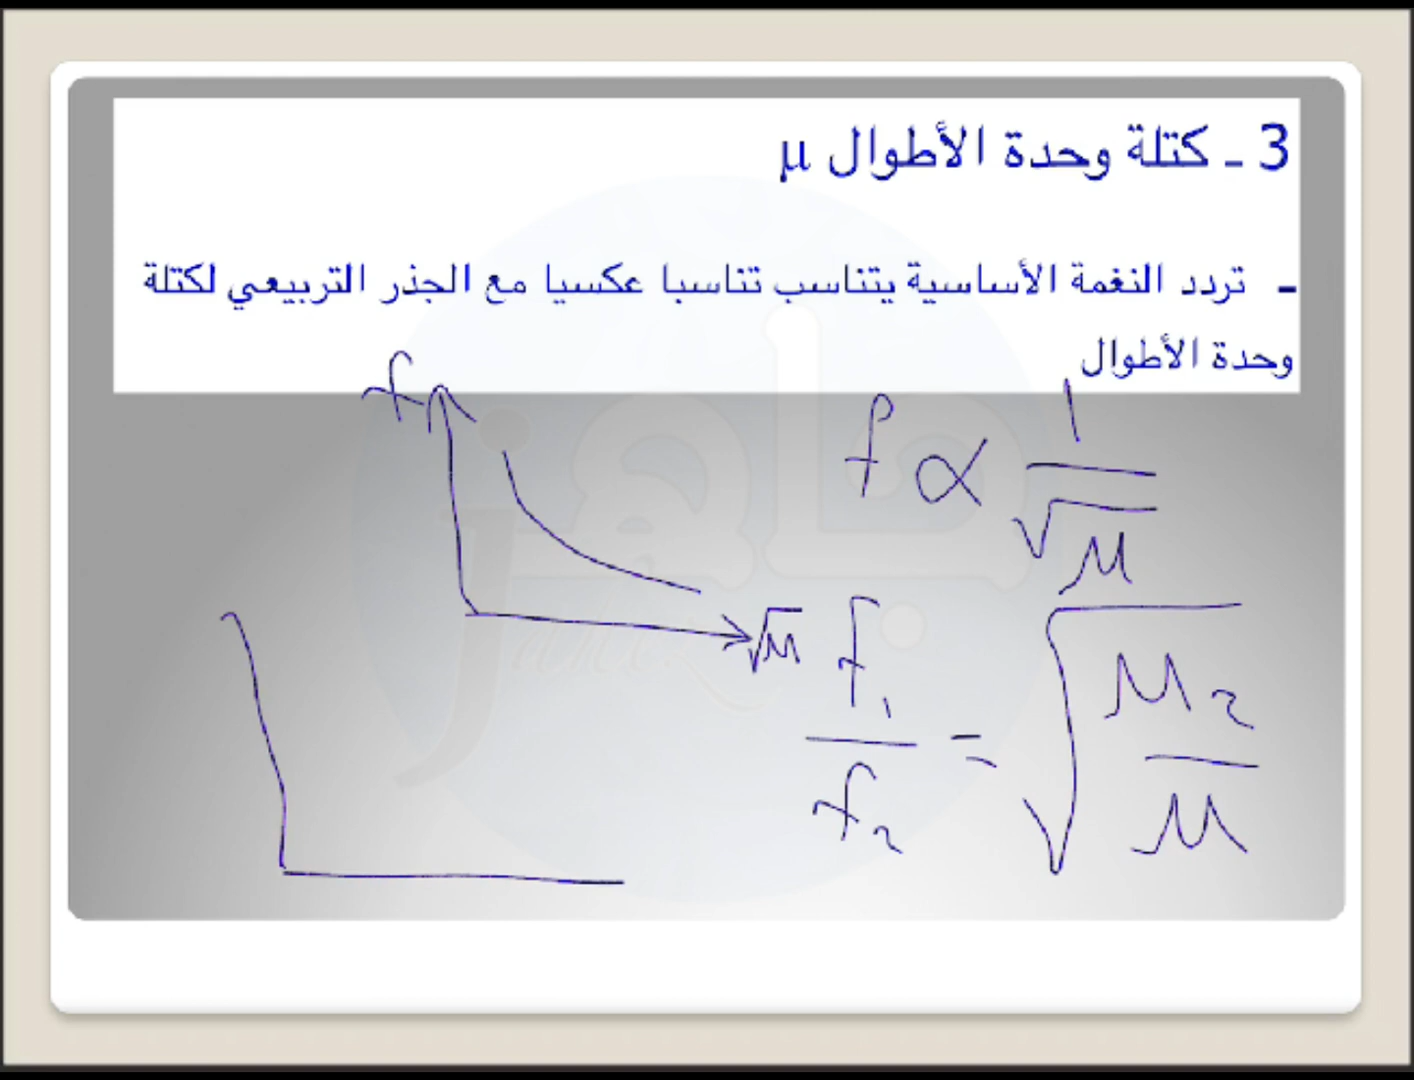 3 ـ كتلة وحدة الأطوال μ
- تردد النغمة الأساسية يتناسب تناسبا عكسيا مع الجذر التربيعي لكتلة
وحدة الأطوال
f
f ∝ 1/√μ
√μ
f₁/f₂ = √(μ₂/μ)